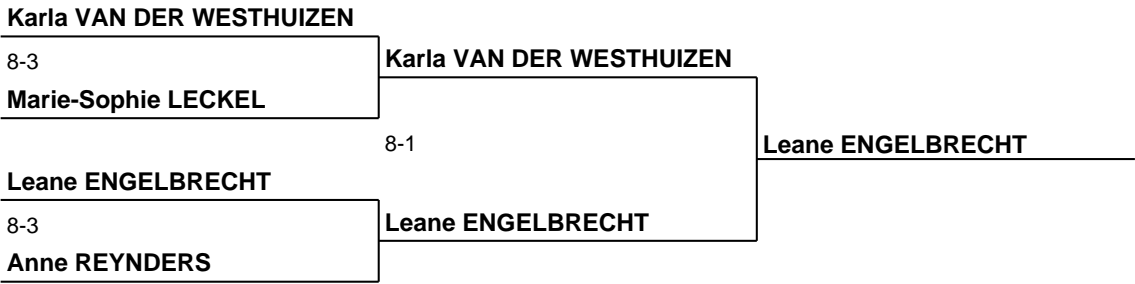 Karla VAN DER WESTHUIZEN
8-3
Karla VAN DER WESTHUIZEN
Marie-Sophie LECKEL
8-1
Leane ENGELBRECHT
Leane ENGELBRECHT
8-3
Leane ENGELBRECHT
Anne REYNDERS